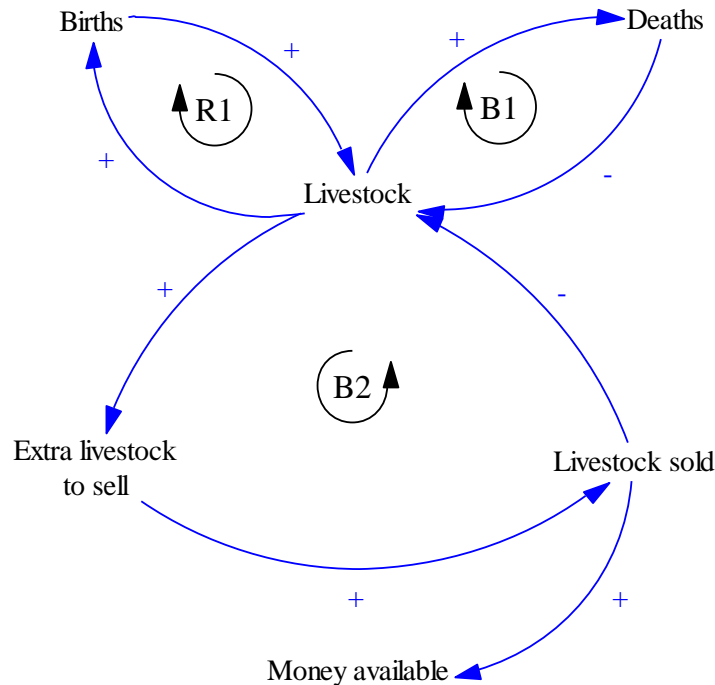 Births
Deaths
+
+
R1
B1
+
-
Livestock
+
-
B2
Extra livestock
to sell
Livestock sold
+
+
Money available